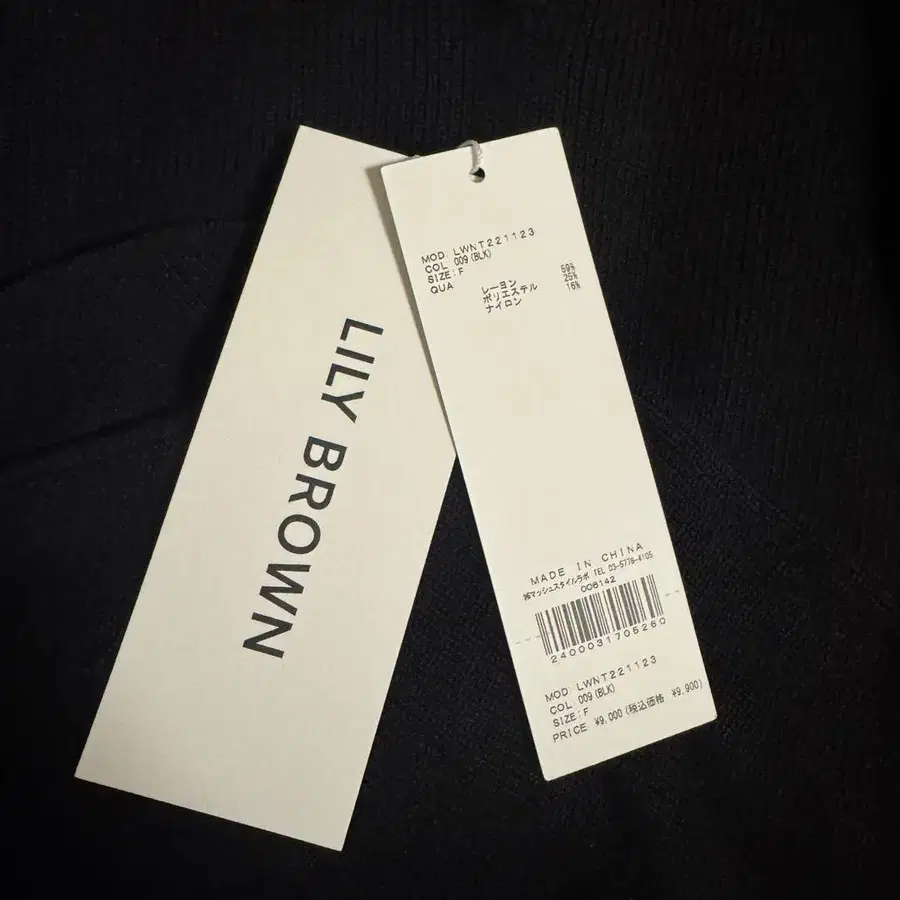 LILY BROWN
MOD LWNT221123
COL 009(BLK)
SIZE:F
QUA レーヨン 59%
ポリエステル 25%
ナイロン 16%
MADE IN CHINA
㈱マッシュスタイルラボ TEL 03-5778-4105
006142
2400031705260
MOD LWNT221123
COL 009(BLK)
SIZE:F
PRICE ¥9,000(税込価格 ¥9,900)